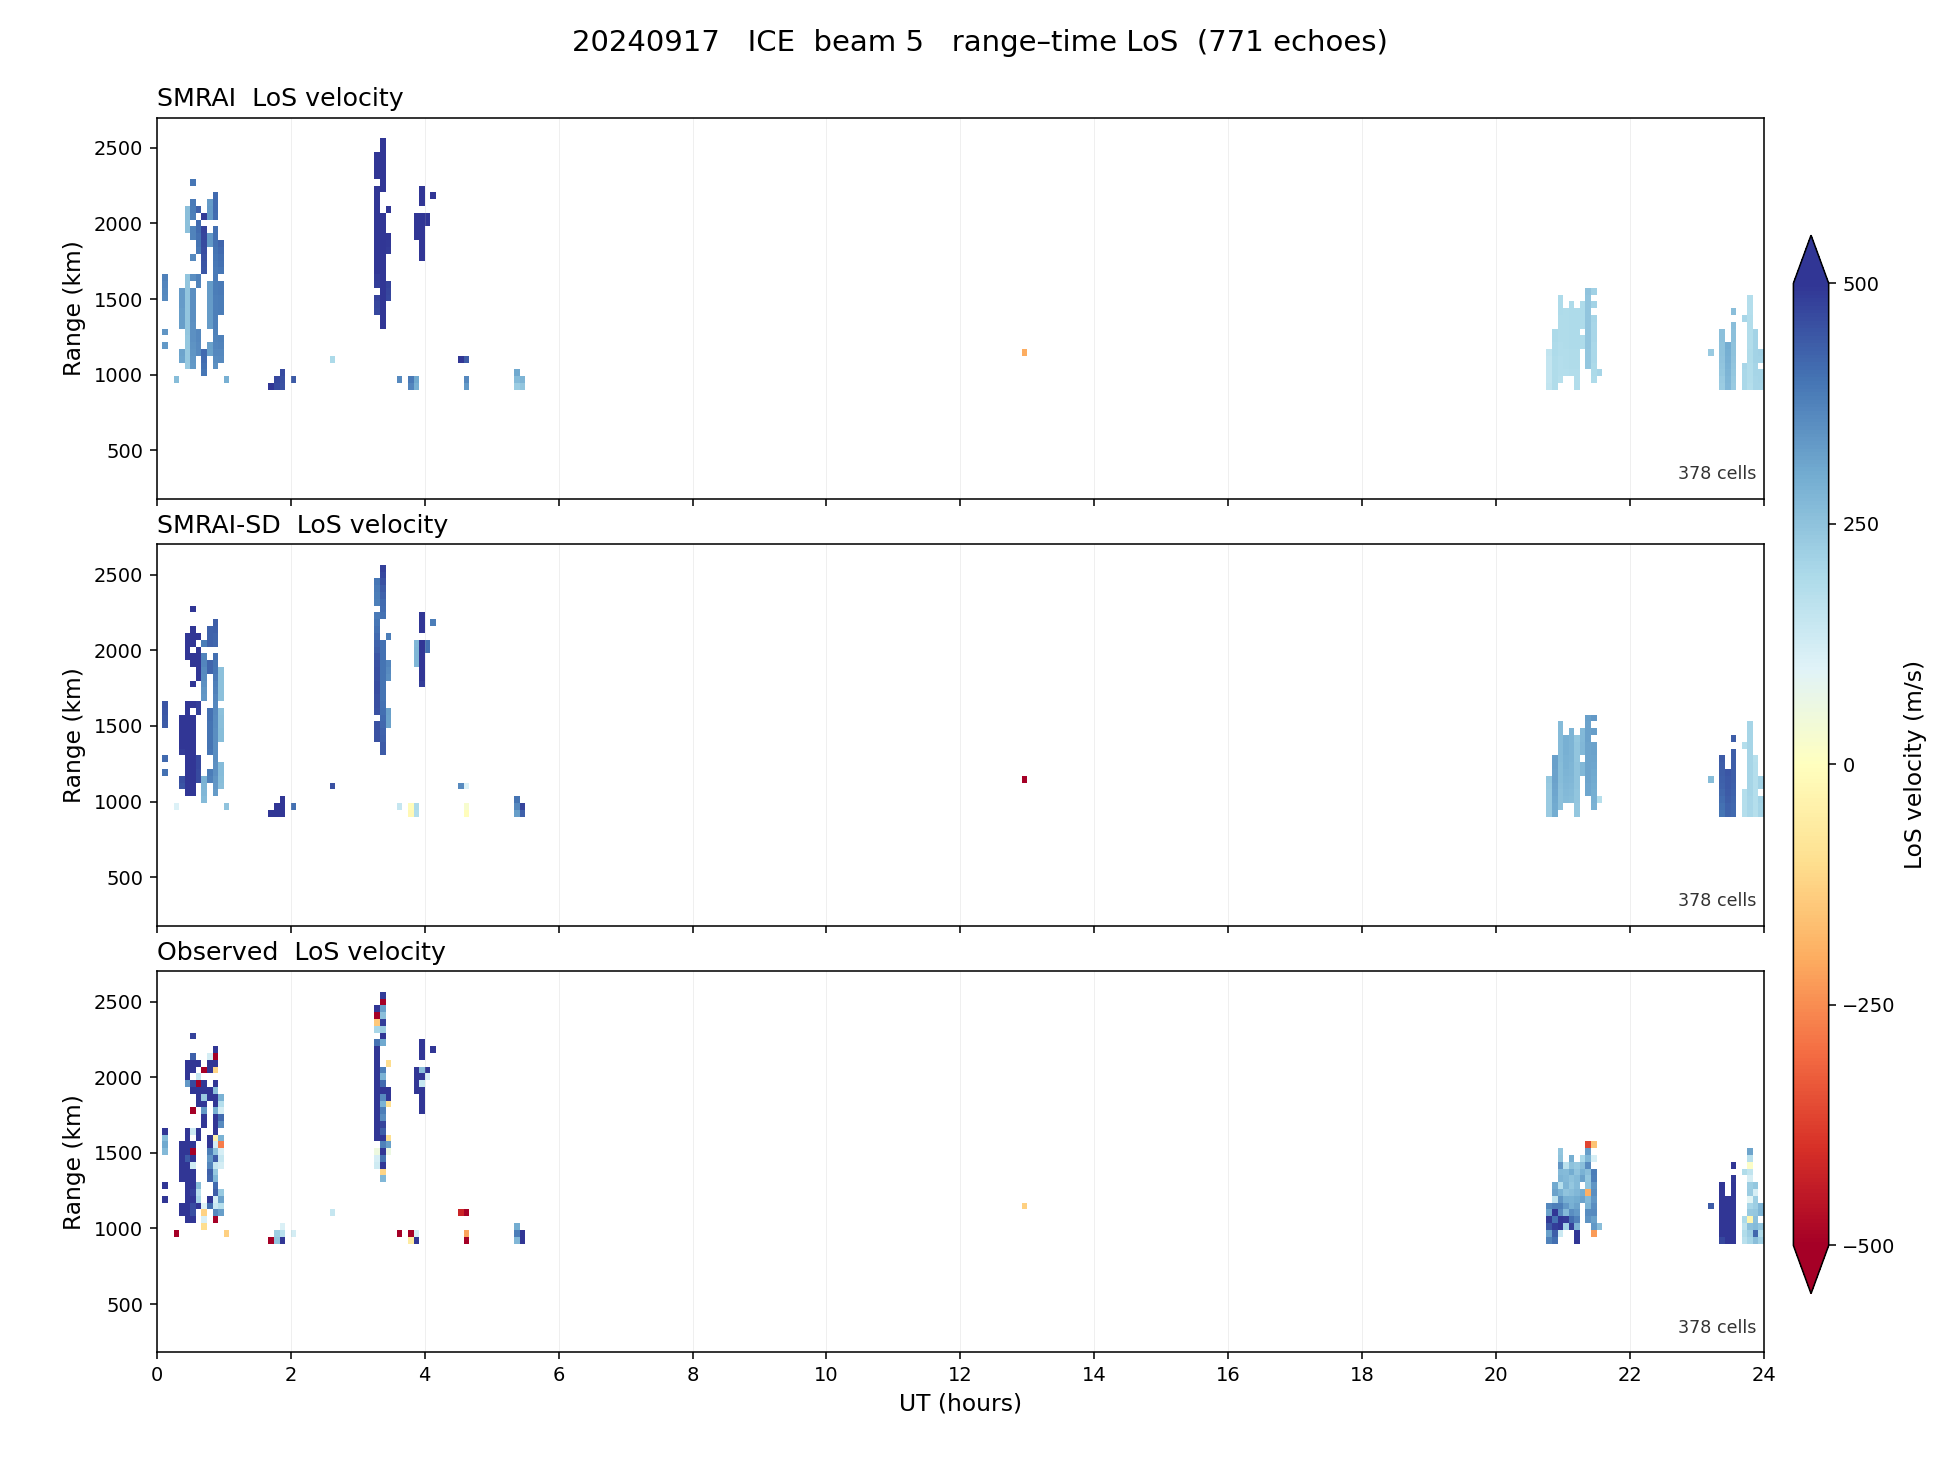 20240917   ICE  beam 5   range–time LoS  (771 echoes)
SMRAI  LoS velocity
2500
2000
1500
1000
500
Range (km)
378 cells
SMRAI-SD  LoS velocity
2500
2000
1500
1000
500
Range (km)
378 cells
Observed  LoS velocity
2500
2000
1500
1000
500
Range (km)
378 cells
0 2 4 6 8 10 12 14 16 18 20 22 24
UT (hours)
500
250
0
−250
−500
LoS velocity (m/s)